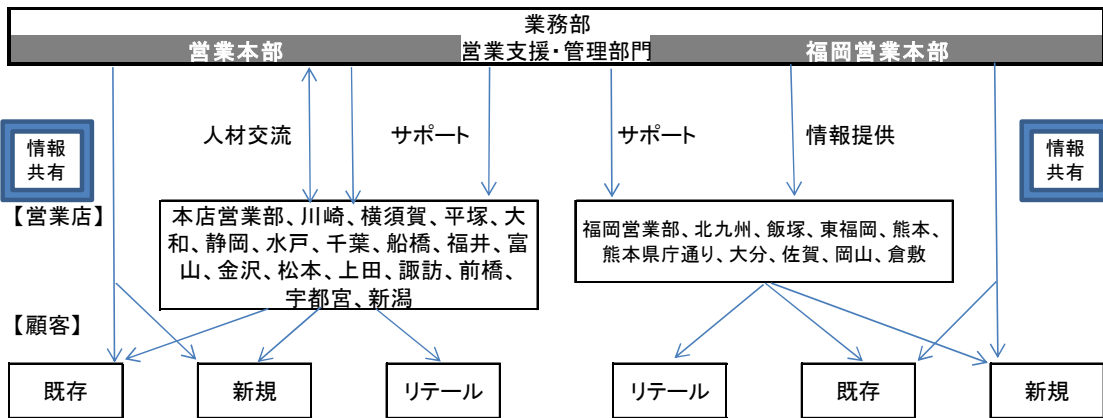 業務部
営業本部
営業支援・管理部門
福岡営業本部
人材交流
サポート
サポート
情報提供
情報
共有
情報
共有
【営業店】
本店営業部、川崎、横須賀、平塚、大
和、静岡、水戸、千葉、船橋、福井、富
山、金沢、松本、上田、諏訪、前橋、
宇都宮、新潟
福岡営業部、北九州、飯塚、東福岡、熊本、
熊本県庁通り、大分、佐賀、岡山、倉敷
【顧客】
既存
新規
リテール
リテール
既存
新規